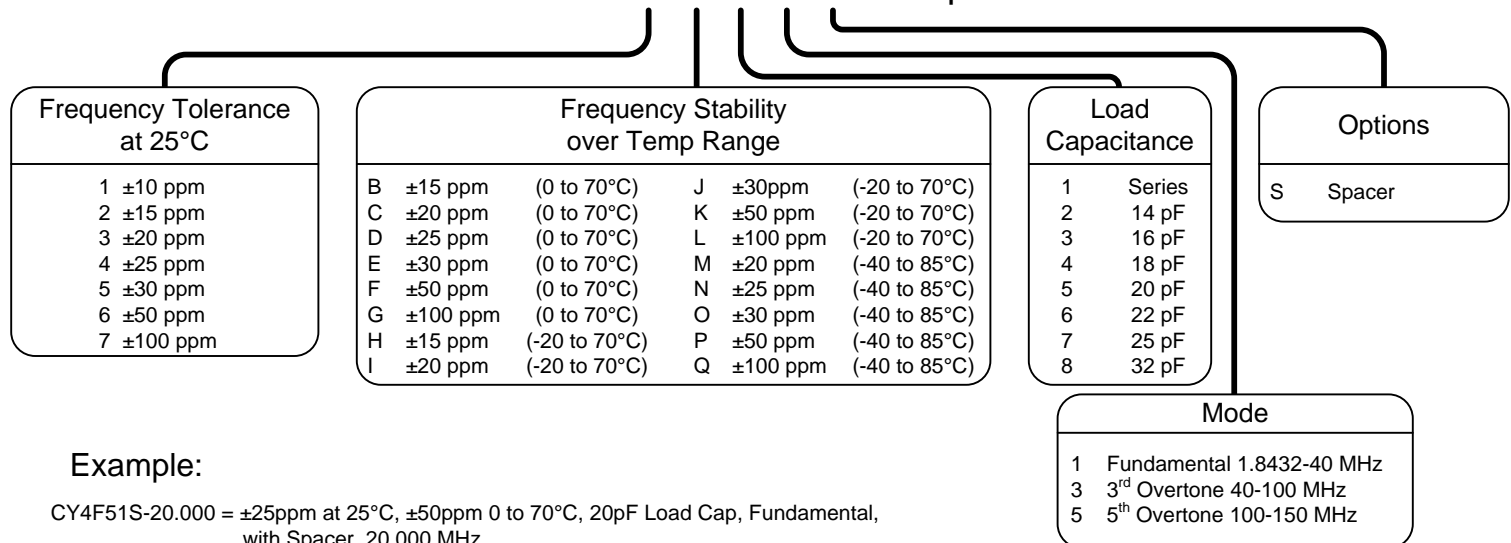 Frequency Tolerance
at 25°C
1 ±10 ppm
2 ±15 ppm
3 ±20 ppm
4 ±25 ppm
5 ±30 ppm
6 ±50 ppm
7 ±100 ppm
Frequency Stability
over Temp Range
B ±15 ppm (0 to 70°C) J ±30ppm (-20 to 70°C)
C ±20 ppm (0 to 70°C) K ±50 ppm (-20 to 70°C)
D ±25 ppm (0 to 70°C) L ±100 ppm (-20 to 70°C)
E ±30 ppm (0 to 70°C) M ±20 ppm (-40 to 85°C)
F ±50 ppm (0 to 70°C) N ±25 ppm (-40 to 85°C)
G ±100 ppm (0 to 70°C) O ±30 ppm (-40 to 85°C)
H ±15 ppm (-20 to 70°C) P ±50 ppm (-40 to 85°C)
I ±20 ppm (-20 to 70°C) Q ±100 ppm (-40 to 85°C)
Load
Capacitance
1 Series
2 14 pF
3 16 pF
4 18 pF
5 20 pF
6 22 pF
7 25 pF
8 32 pF
Options
S Spacer
Mode
1 Fundamental 1.8432-40 MHz
3 3rd Overtone 40-100 MHz
5 5th Overtone 100-150 MHz
Example:
CY4F51S-20.000 = ±25ppm at 25°C, ±50ppm 0 to 70°C, 20pF Load Cap, Fundamental,
with Spacer, 20.000 MHz